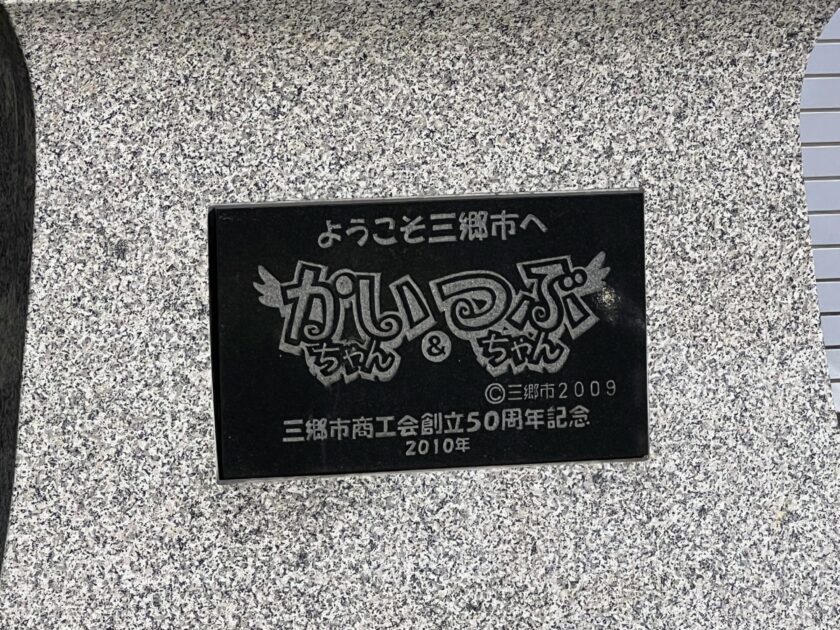 ようこそ三郷市へ
かいちゃん&つぶちゃん
©三郷市2009
三郷市商工会創立50周年記念
2010年